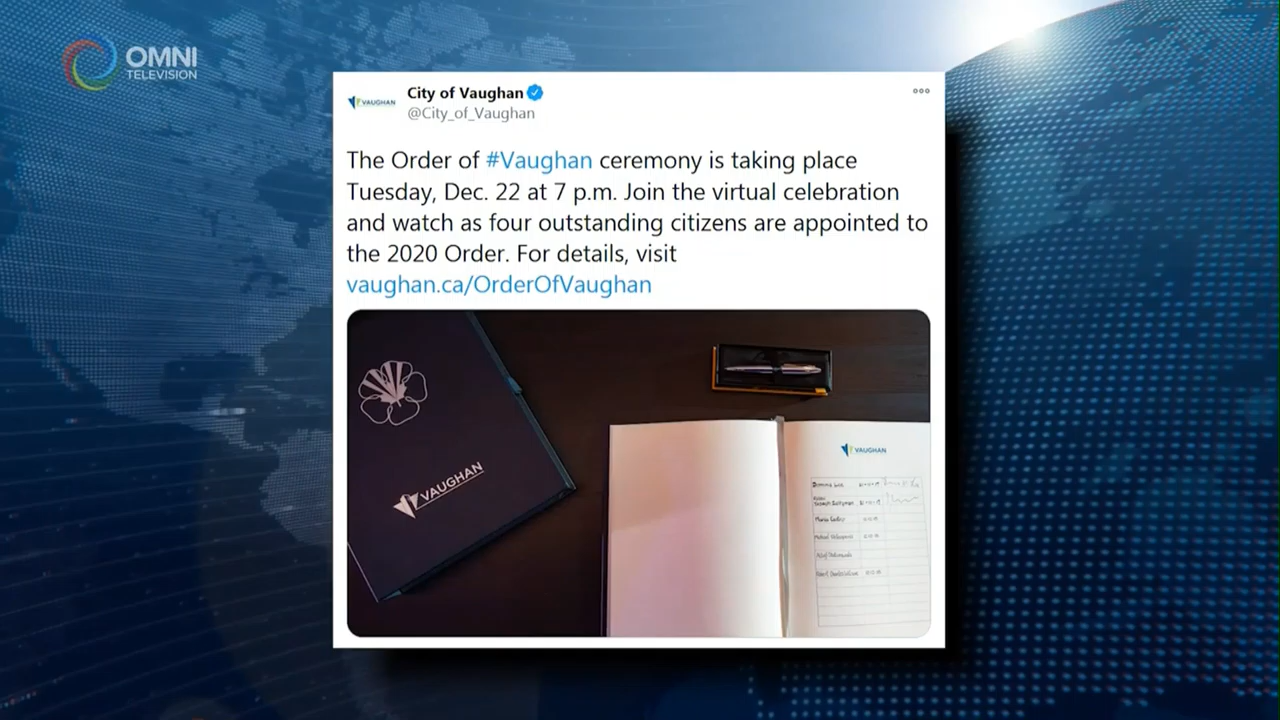 OMNI
TELEVISION
VAUGHAN
City of Vaughan
@City_of_Vaughan
The Order of #Vaughan ceremony is taking place
Tuesday, Dec. 22 at 7 p.m. Join the virtual celebration
and watch as four outstanding citizens are appointed to
the 2020 Order. For details, visit
vaughan.ca/OrderOfVaughan
VAUGHAN
VAUGHAN